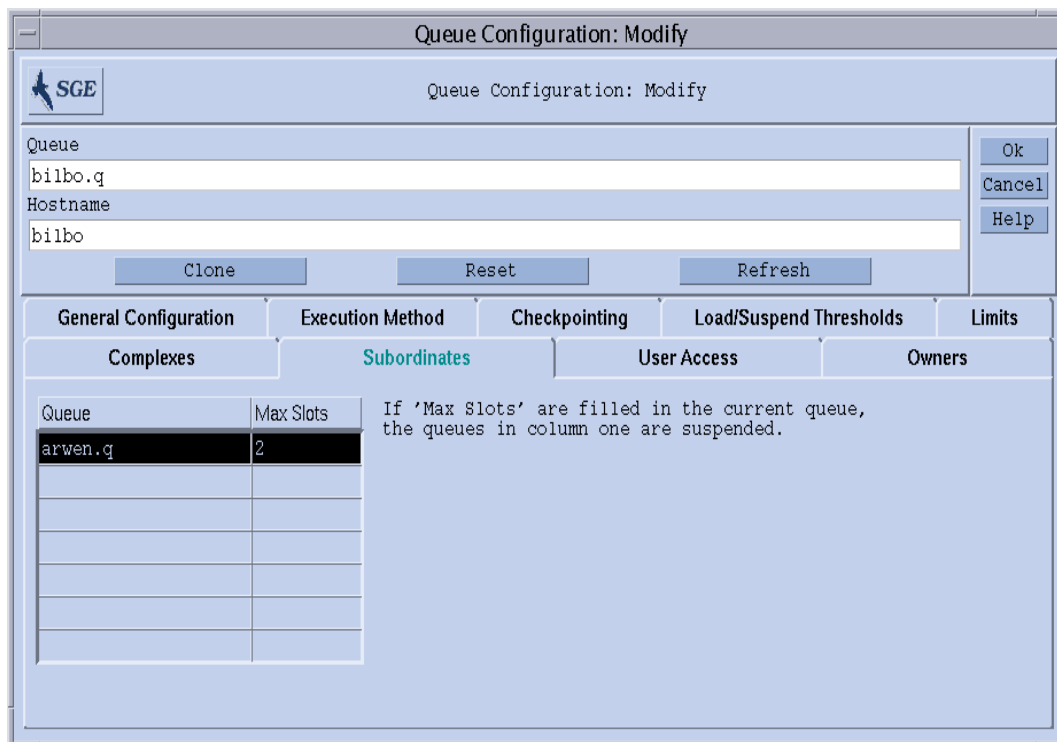 Queue Configuration: Modify
SGE
Queue Configuration: Modify
Queue
bilbo.q
Hostname
bilbo
Ok
Cancel
Help
Clone Reset Refresh
General Configuration Execution Method Checkpointing Load/Suspend Thresholds Limits
Complexes Subordinates User Access Owners
Queue Max Slots
arwen.q 2
If 'Max Slots' are filled in the current queue,
the queues in column one are suspended.